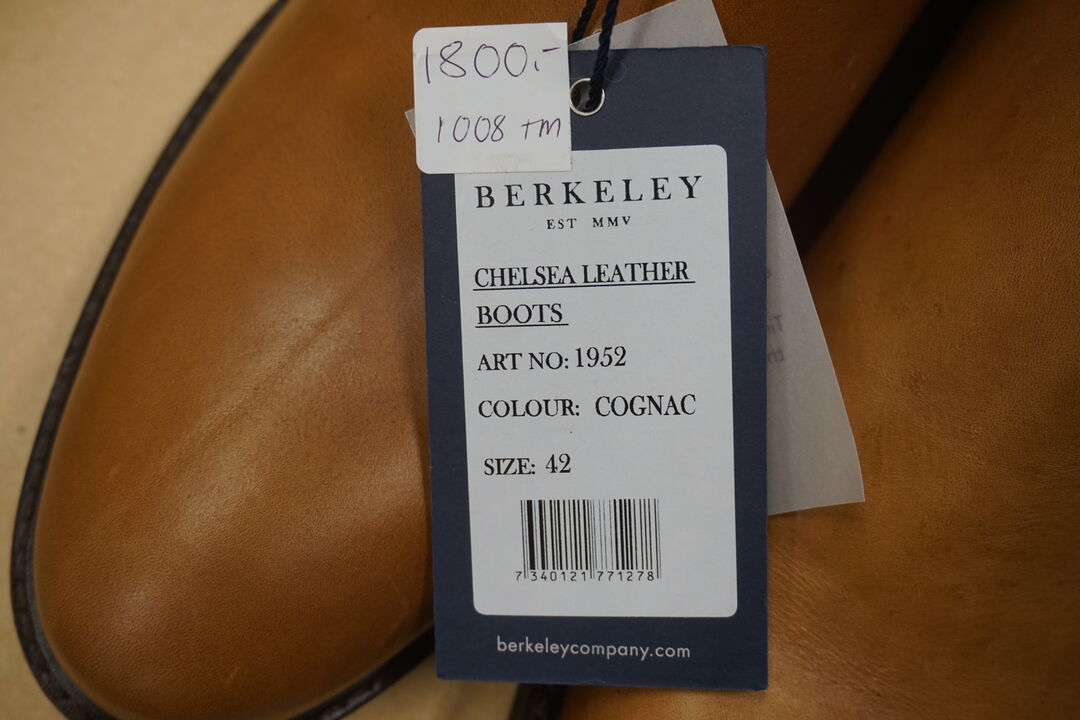 1800:-
1008 tm
BERKELEY
EST MMV
CHELSEA LEATHER
BOOTS
ART NO: 1952
COLOUR: COGNAC
SIZE: 42
7 340121 771278
berkeleycompany.com